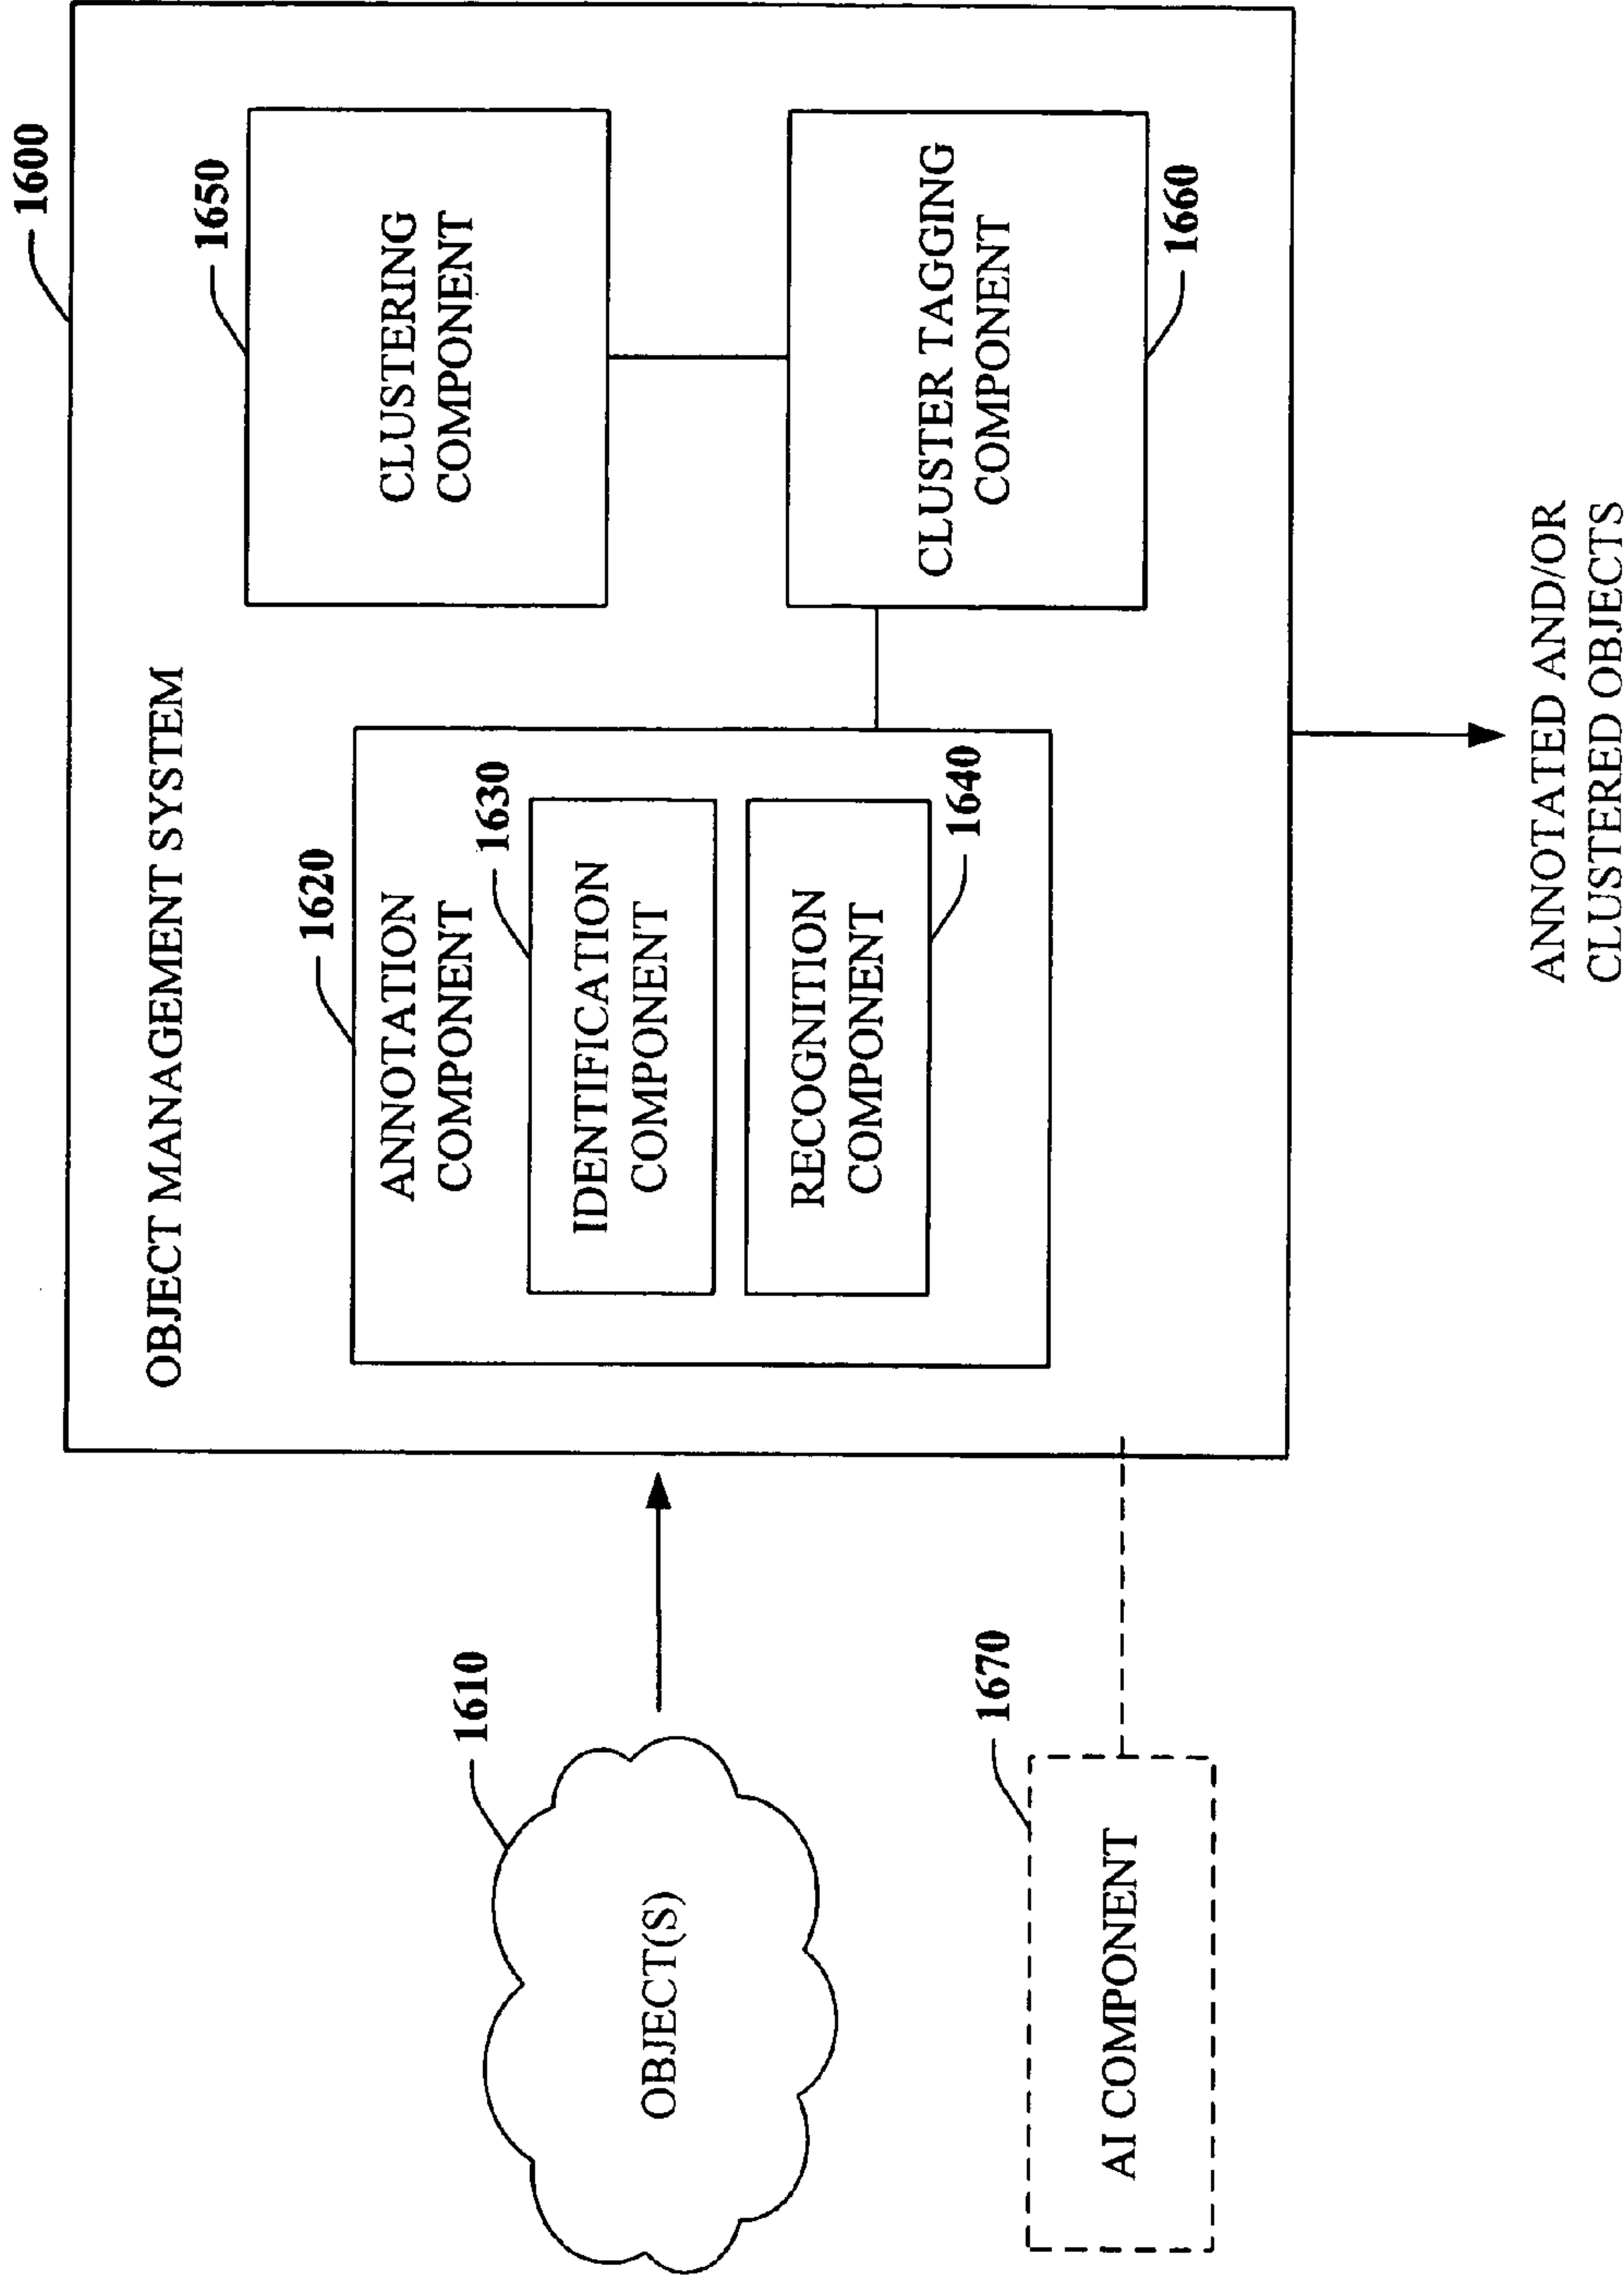 1600
OBJECT MANAGEMENT SYSTEM
1620
ANNOTATION
COMPONENT
1630
IDENTIFICATION
COMPONENT
RECOGNITION
COMPONENT
1640
1650
CLUSTERING
COMPONENT
CLUSTER TAGGING
COMPONENT
1660
1610
OBJECT(S)
1670
AI COMPONENT
ANNOTATED AND/OR
CLUSTERED OBJECTS